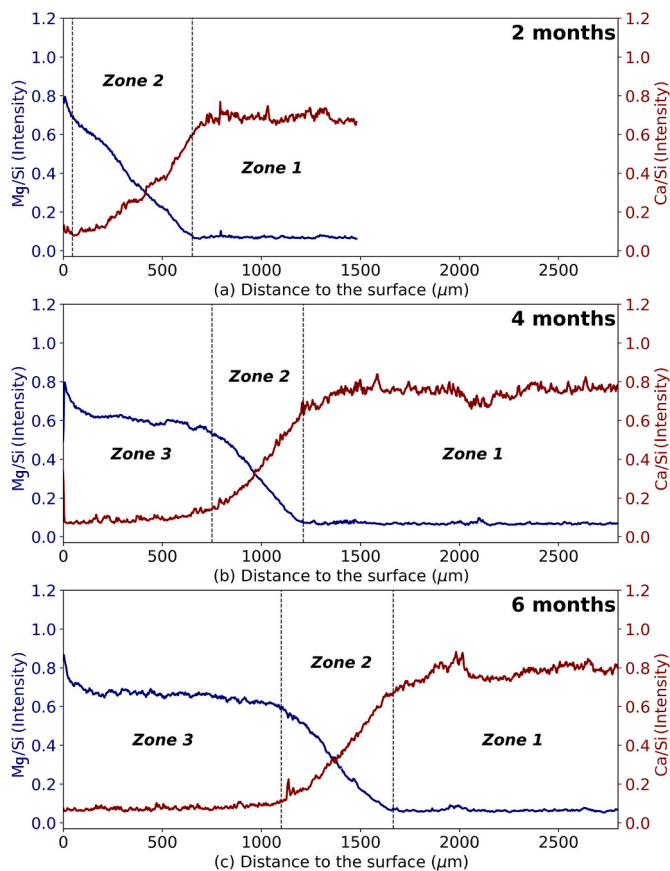 2 months
Zone 2
Zone 1
Mg/Si (Intensity)
Ca/Si (Intensity)
1.2
1.0
0.8
0.6
0.4
0.2
0.0
1.2
1.0
0.8
0.6
0.4
0.2
0.0
0 500 1000 1500 2000 2500
(a) Distance to the surface (μm)
4 months
Zone 2
Zone 3
Zone 1
Mg/Si (Intensity)
Ca/Si (Intensity)
1.2
1.0
0.8
0.6
0.4
0.2
0.0
1.2
1.0
0.8
0.6
0.4
0.2
0.0
0 500 1000 1500 2000 2500
(b) Distance to the surface (μm)
6 months
Zone 2
Zone 3
Zone 1
Mg/Si (Intensity)
Ca/Si (Intensity)
1.2
1.0
0.8
0.6
0.4
0.2
0.0
1.2
1.0
0.8
0.6
0.4
0.2
0.0
0 500 1000 1500 2000 2500
(c) Distance to the surface (μm)